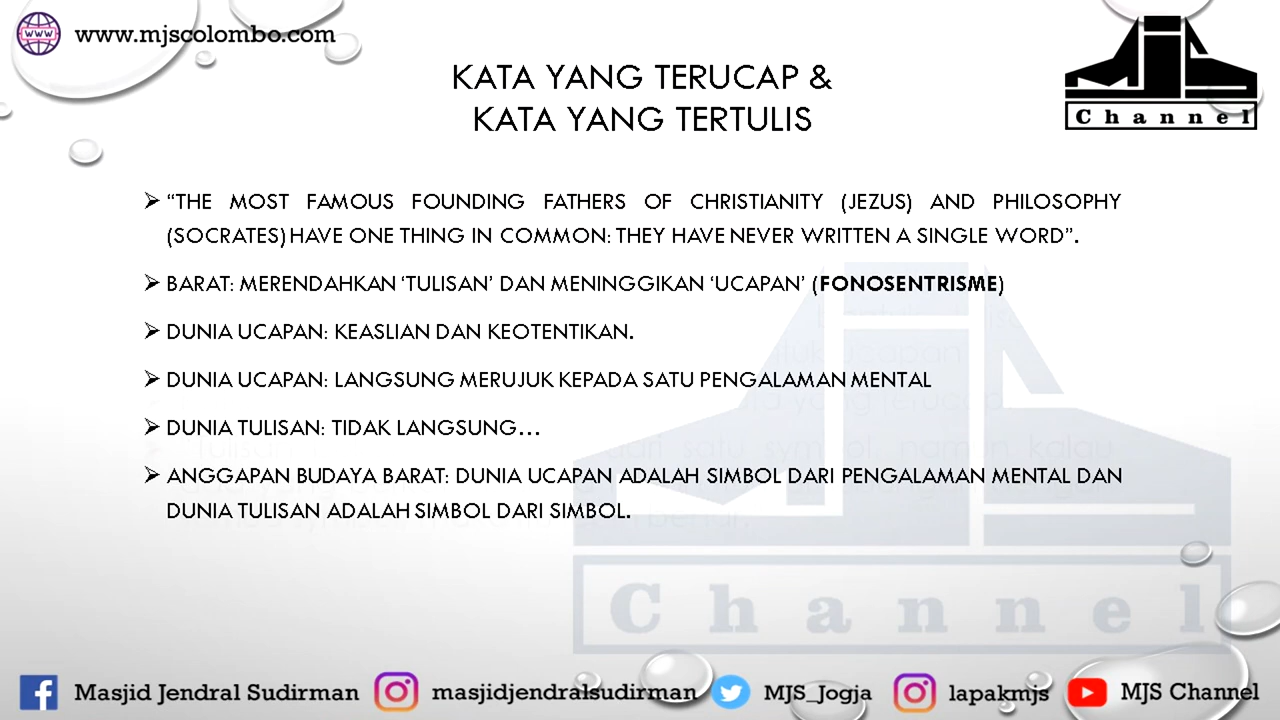 www.mjscolombo.com
MJS
Channel
KATA YANG TERUCAP &
KATA YANG TERTULIS
➢ “THE MOST FAMOUS FOUNDING FATHERS OF CHRISTIANITY (JEZUS) AND PHILOSOPHY
(SOCRATES) HAVE ONE THING IN COMMON: THEY HAVE NEVER WRITTEN A SINGLE WORD”.
➢ BARAT: MERENDAHKAN ‘TULISAN’ DAN MENINGGIKAN ‘UCAPAN’ (FONOSENTRISME)
➢ DUNIA UCAPAN: KEASLIAN DAN KEOTENTIKAN.
➢ DUNIA UCAPAN: LANGSUNG MERUJUK KEPADA SATU PENGALAMAN MENTAL
➢ DUNIA TULISAN: TIDAK LANGSUNG…
➢ ANGGAPAN BUDAYA BARAT: DUNIA UCAPAN ADALAH SIMBOL DARI PENGALAMAN MENTAL DAN
DUNIA TULISAN ADALAH SIMBOL DARI SIMBOL.
Channel
Masjid Jendral Sudirman masjidjendralsudirman MJS_Jogja lapakmjs MJS Channel